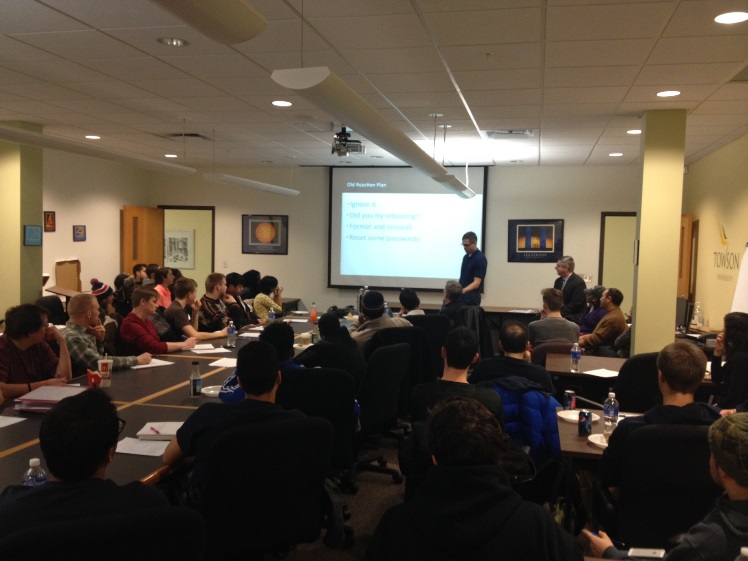 Old Reaction Plan
• Ignore it
• Did you try rebooting?
• Format and reinstall
• Reset some passwords
TOWSON